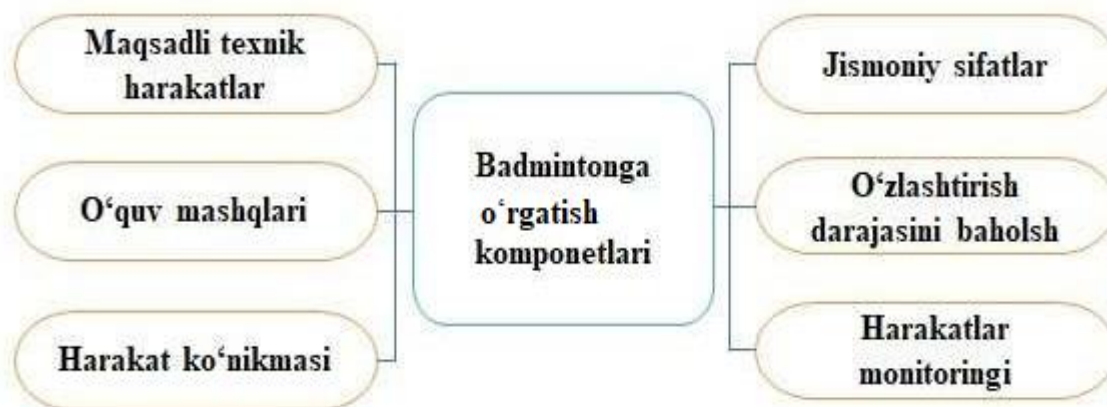 Maqsadli texnik
harakatlar
O‘quv mashqlari
Harakat ko‘nikmasi
Badmintonga
o‘rgatish
komponetlari
Jismoniy sifatlar
O‘zlashtirish
darajasini baholsh
Harakatlar
monitoringi